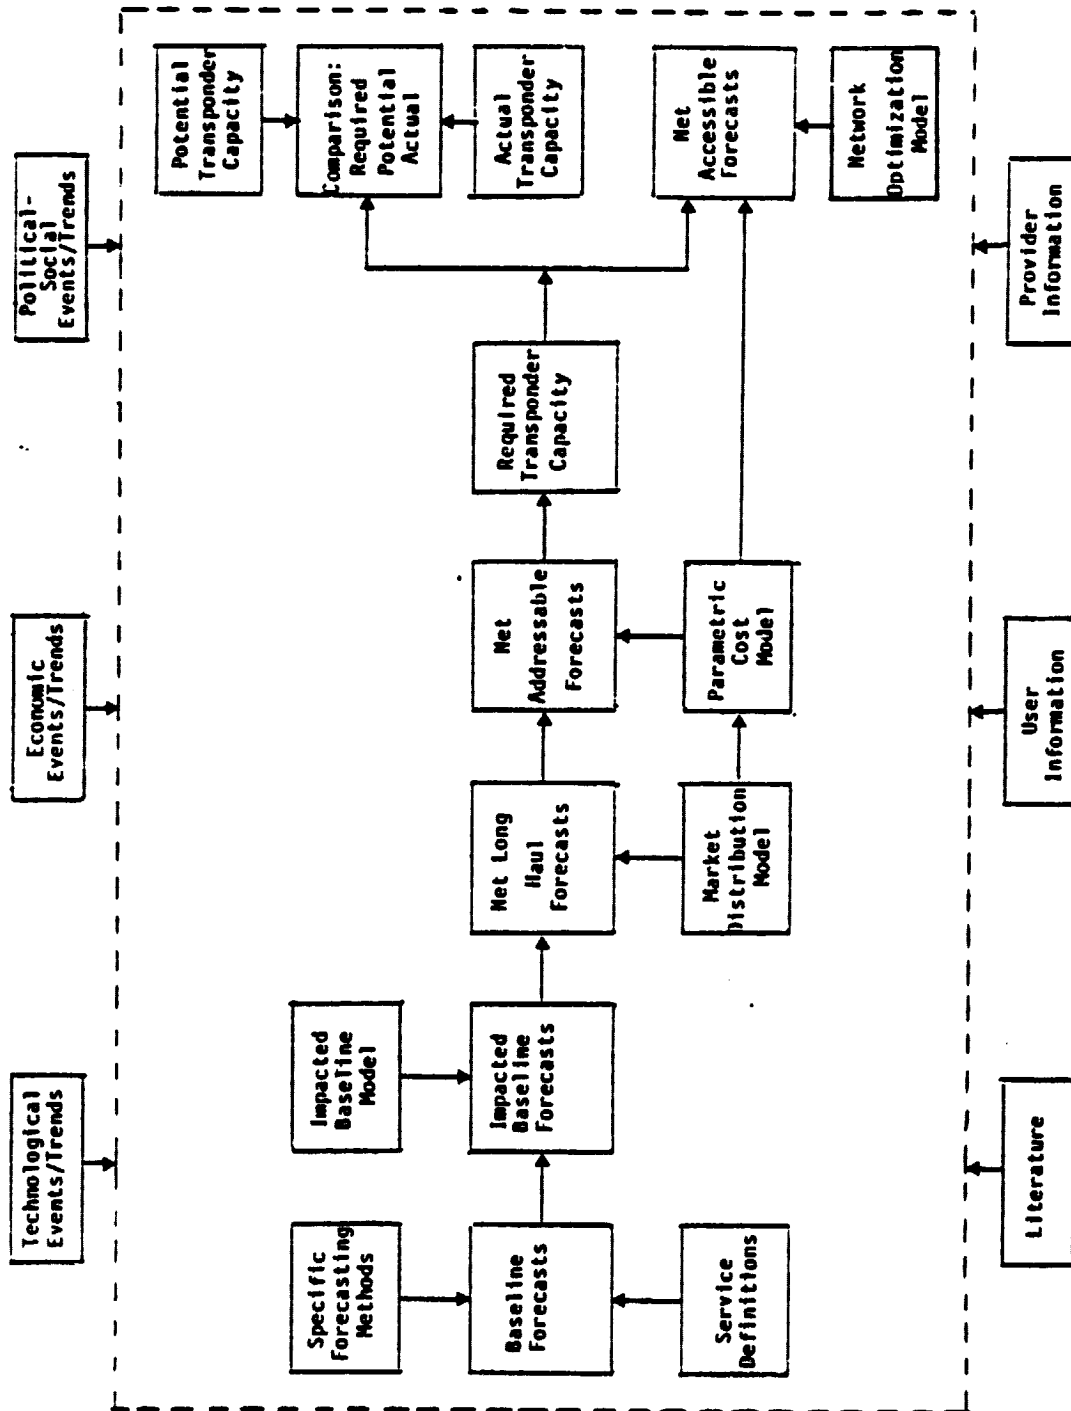 Technological
Events/Trends
Economic
Events/Trends
Political-
Social
Events/Trends
Specific
Forecasting
Methods
Baseline
Forecasts
Service
Definitions
Impacted
Baseline
Model
Impacted
Baseline
Forecasts
Net Long
Haul
Forecasts
Market
Distribution
Model
Net
Addressable
Forecasts
Parametric
Cost
Model
Required
Transponder
Capacity
Potential
Transponder
Capacity
Comparison:
Required
Potential
Actual
Actual
Transponder
Capacity
Net
Accessible
Forecasts
Network
Optimization
Model
Literature
User
Information
Provider
Information